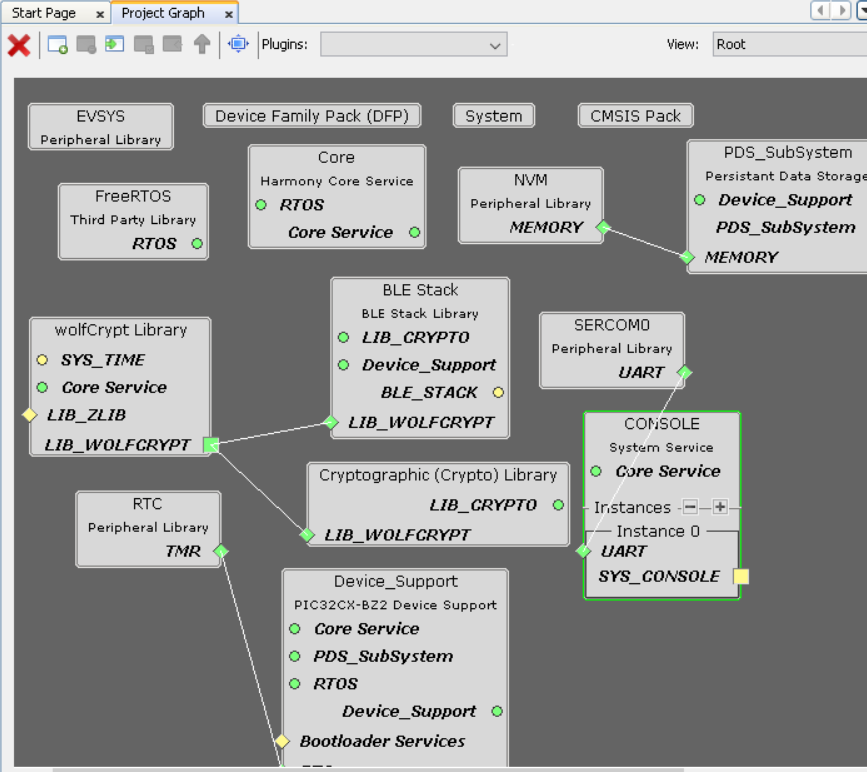 Start Page x Project Graph x
Plugins: View: Root
EVSYS
Peripheral Library
Device Family Pack (DFP)
System
CMSIS Pack
FreeRTOS
Third Party Library
RTOS
Core
Harmony Core Service
RTOS
Core Service
NVM
Peripheral Library
MEMORY
PDS_SubSystem
Persistant Data Storage
Device_Support
PDS_SubSystem
MEMORY
wolfCrypt Library
SYS_TIME
Core Service
LIB_ZLIB
LIB_WOLFCRYPT
BLE Stack
BLE Stack Library
LIB_CRYPTO
Device_Support
BLE_STACK
LIB_WOLFCRYPT
SERCOM0
Peripheral Library
UART
CONSOLE
System Service
Core Service
Instances - +
Instance 0
UART
SYS_CONSOLE
Cryptographic (Crypto) Library
LIB_CRYPTO
LIB_WOLFCRYPT
RTC
Peripheral Library
TMR
Device_Support
PIC32CX-BZ2 Device Support
Core Service
PDS_SubSystem
RTOS
Device_Support
Bootloader Services